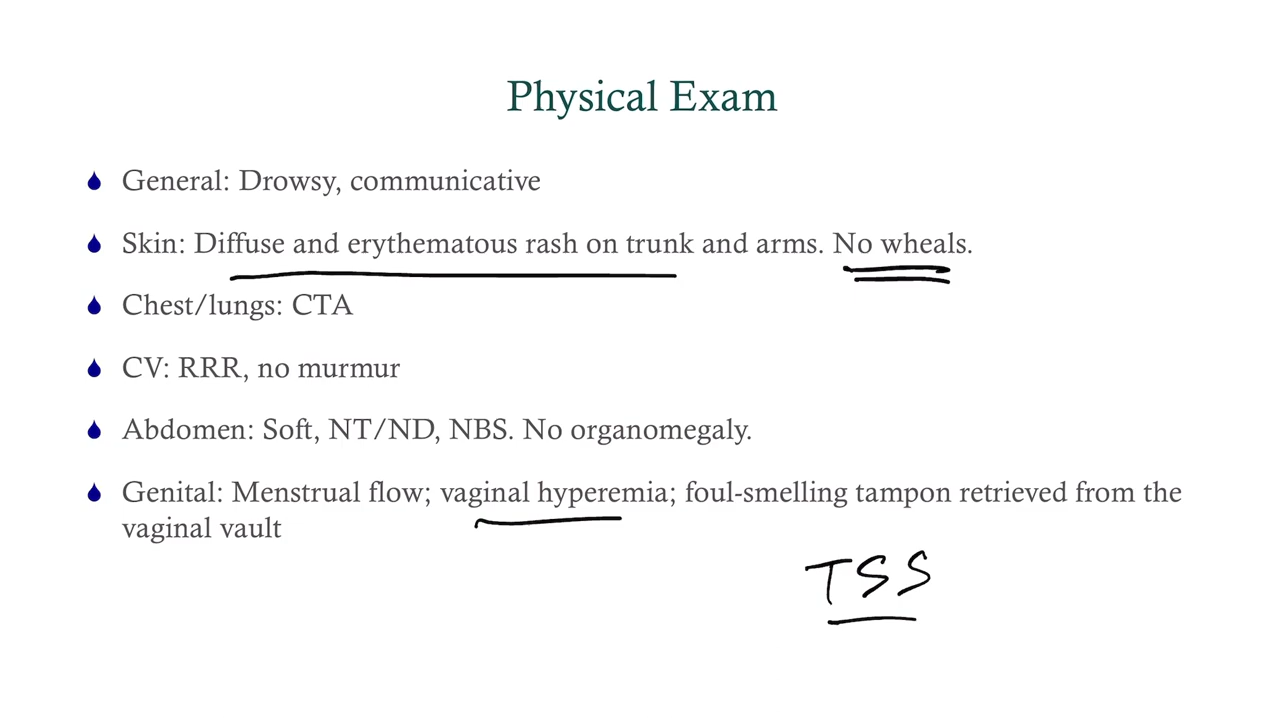 Physical Exam
General: Drowsy, communicative
Skin: Diffuse and erythematous rash on trunk and arms. No wheals.
Chest/lungs: CTA
CV: RRR, no murmur
Abdomen: Soft, NT/ND, NBS. No organomegaly.
Genital: Menstrual flow; vaginal hyperemia; foul-smelling tampon retrieved from the
vaginal vault
TSS